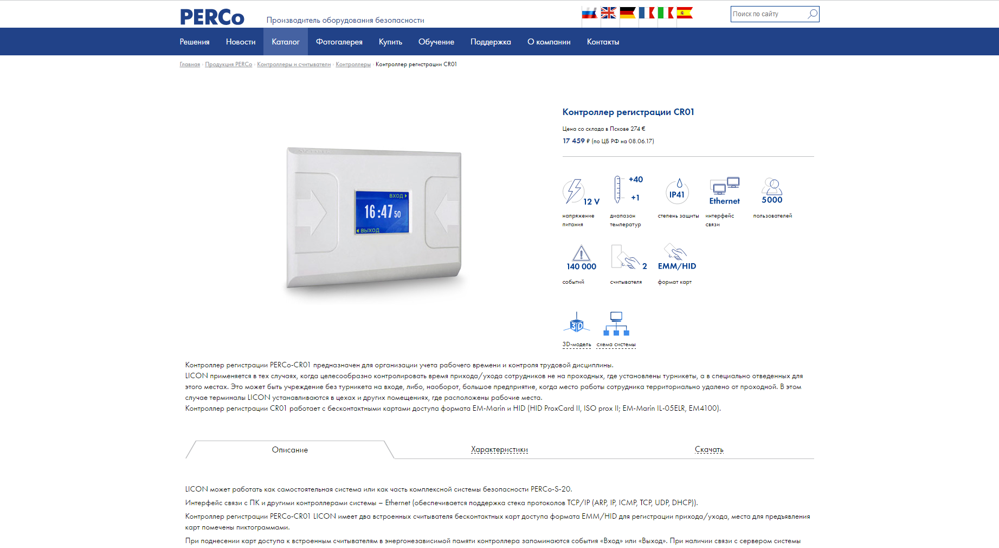 PERCo
Производитель оборудования безопасности
Поиск по сайту
Решения Новости Каталог Фотогалерея Купить Обучение Поддержка О компании Контакты
Главная › Продукция PERCo › Контроллеры и считыватели › Контроллеры › Контроллер регистрации CR01
Контроллер регистрации CR01
Цена со склада в Пскове 274 €
17 459 ₽ (по ЦБ РФ на 08.06.17)
ВХОД
16:47 50
ВЫХОД
12 V
напряжение
питания
+40
+1
диапазон
температур
IP41
степень защиты
Ethernet
интерфейс
связи
5000
пользователей
140 000
событий
2
считывателя
EMM/HID
формат карт
3D
3D-модель
схема системы
Контроллер регистрации PERCo-CR01 предназначен для организации учета рабочего времени и контроля трудовой дисциплины.
LICON применяется в тех случаях, когда целесообразно контролировать время прихода/ухода сотрудников не на проходных, где установлены турникеты, а в специально отведенных для
этого местах. Это может быть учреждение без турникета на входе, либо, наоборот, большое предприятие, когда место работы сотрудника территориально удалено от проходной. В этом
случае терминалы LICON устанавливаются в цехах и других помещениях, где расположены рабочие места.
Контроллер регистрации CR01 работает с бесконтактными картами доступа формата EM-Marin и HID (HID ProxCard II, ISO prox II; EM-Marin IL-05ELR, EM4100).
Описание Характеристики Скачать
LICON может работать как самостоятельная система или как часть комплексной системы безопасности PERCo-S-20.
Интерфейс связи с ПК и другими контроллерами системы – Ethernet (обеспечивается поддержка стека протоколов TCP/IP (ARP, IP, ICMP, TCP, UDP, DHCP)).
Контроллер регистрации PERCo-CR01 LICON имеет два встроенных считывателя бесконтактных карт доступа формата EMM/HID для регистрации прихода/ухода, места для предъявления
карт помечены пиктограммами.
При поднесении карт доступа к встроенным считывателям в энергонезависимой памяти контроллера запоминаются события «Вход» или «Выход». При наличии связи с сервером системы